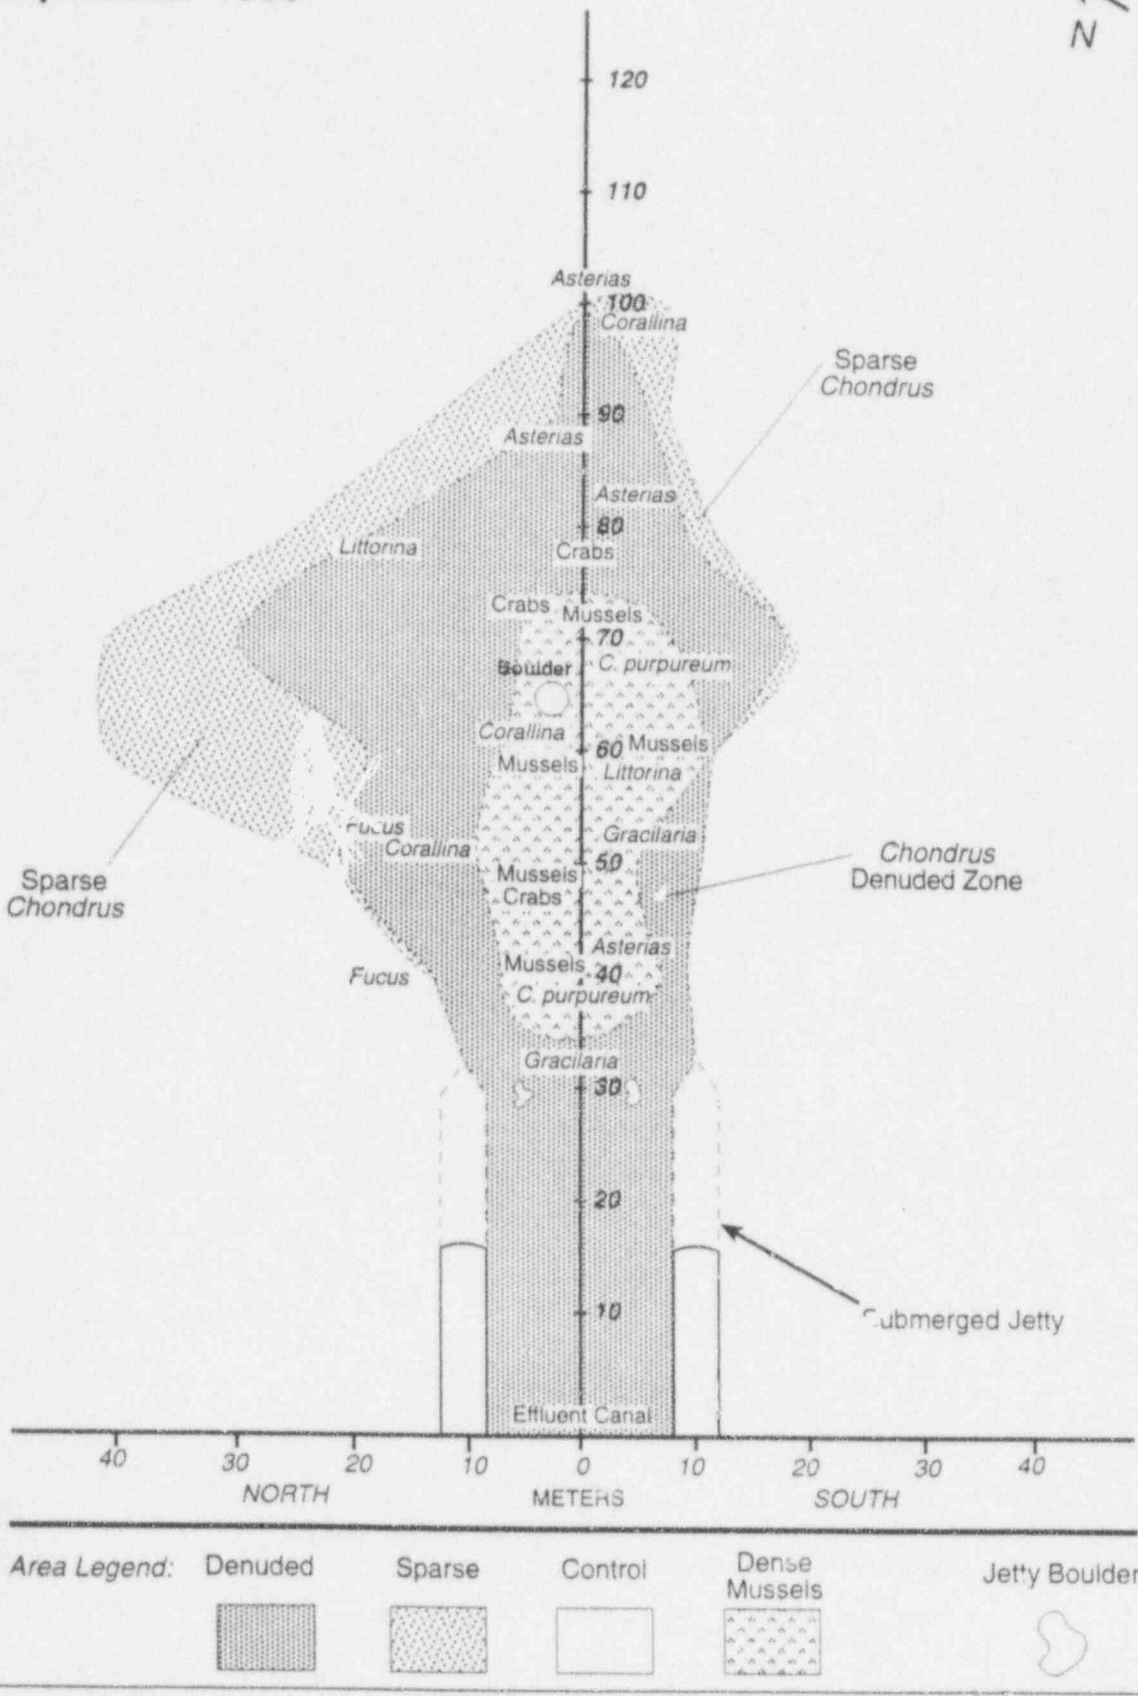 N
120
110
Asterias
100
Corallina
Sparse
Chondrus
90
Asterias
Asterias
80
Littorina
Crabs
Crabs
Mussels
70
C. purpureum
Boulder
Corallina
60
Mussels
Mussels
Littorina
Fucus
Gracilaria
Corallina
50
Chondrus
Denuded Zone
Mussels
Crabs
Sparse
Chondrus
Asterias
Mussels
40
Fucus
C. purpureum
Gracilaria
30
20
10
Submerged Jetty
Effluent Canal
40 30 20 10 0 10 20 30 40
NORTH METERS SOUTH
Area Legend: Denuded Sparse Control Dense Mussels Jetty Boulder